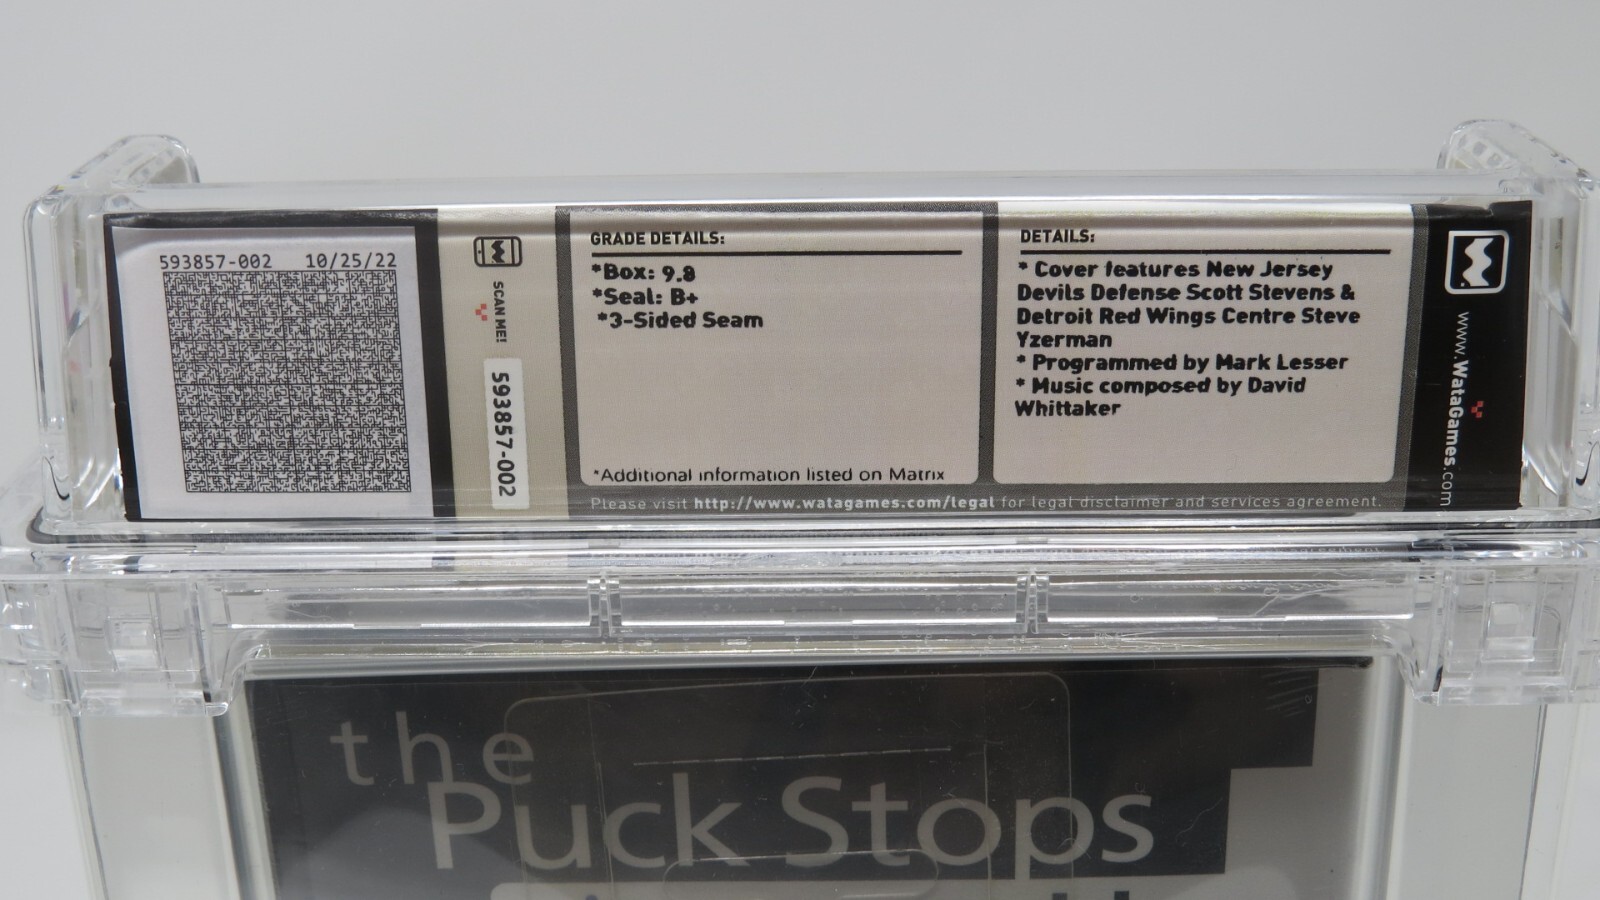 593857-002 10/25/22
SCAN ME!
593857-002
GRADE DETAILS:
*Box: 9.8
*Seal: B+
*3-Sided Seam
*Additional information listed on Matrix
DETAILS:
* Cover features New Jersey
Devils Defense Scott Stevens &
Detroit Red Wings Centre Steve
Yzerman
* Programmed by Mark Lesser
* Music composed by David
Whittaker
Please visit http://www.watagames.com/legal for legal disclaimer and services agreement.
www.WataGames.com
the
Puck Stops